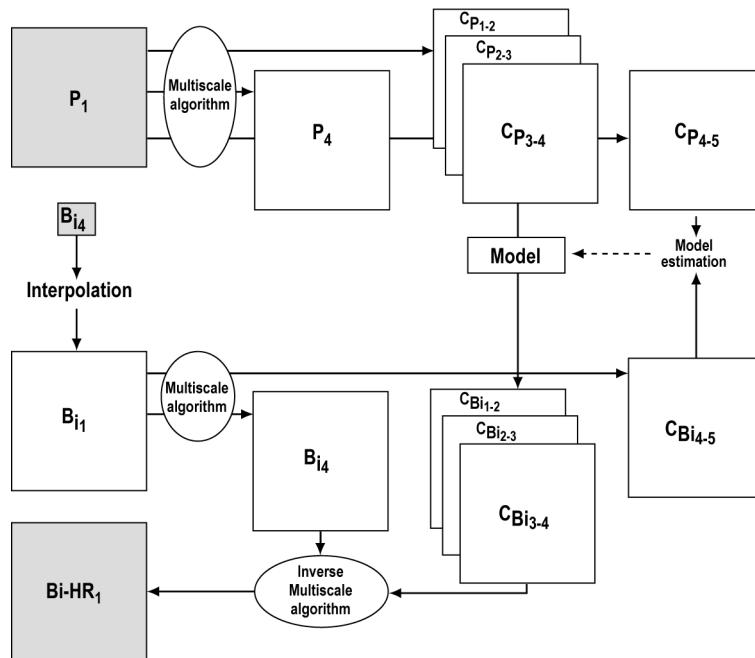 P1
Multiscale
algorithm
P4
CP1-2
CP2-3
CP3-4
CP4-5
Bi4
Interpolation
Model
Model
estimation
Bi1
Multiscale
algorithm
Bi4
CBi1-2
CBi2-3
CBi3-4
CBi4-5
Bi-HR1
Inverse
Multiscale
algorithm